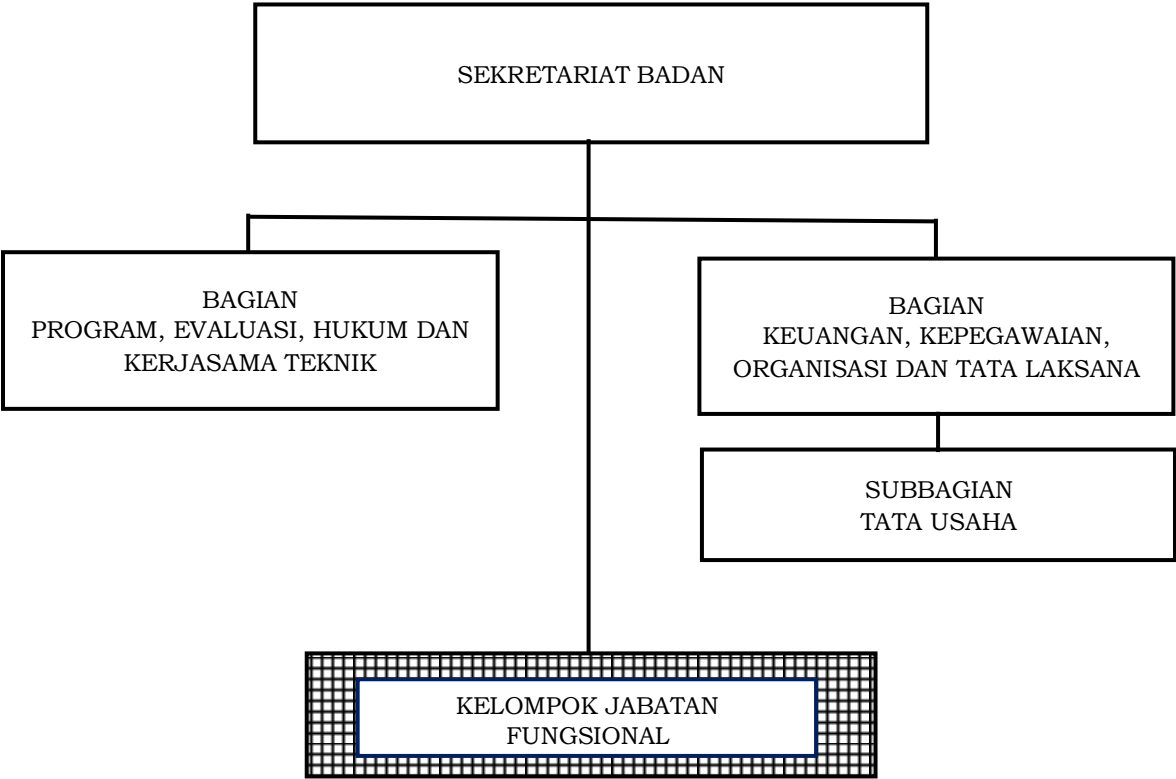 SEKRETARIAT BADAN
BAGIAN
PROGRAM, EVALUASI, HUKUM DAN
KERJASAMA TEKNIK
BAGIAN
KEUANGAN, KEPEGAWAIAN,
ORGANISASI DAN TATA LAKSANA
SUBBAGIAN
TATA USAHA
KELOMPOK JABATAN
FUNGSIONAL